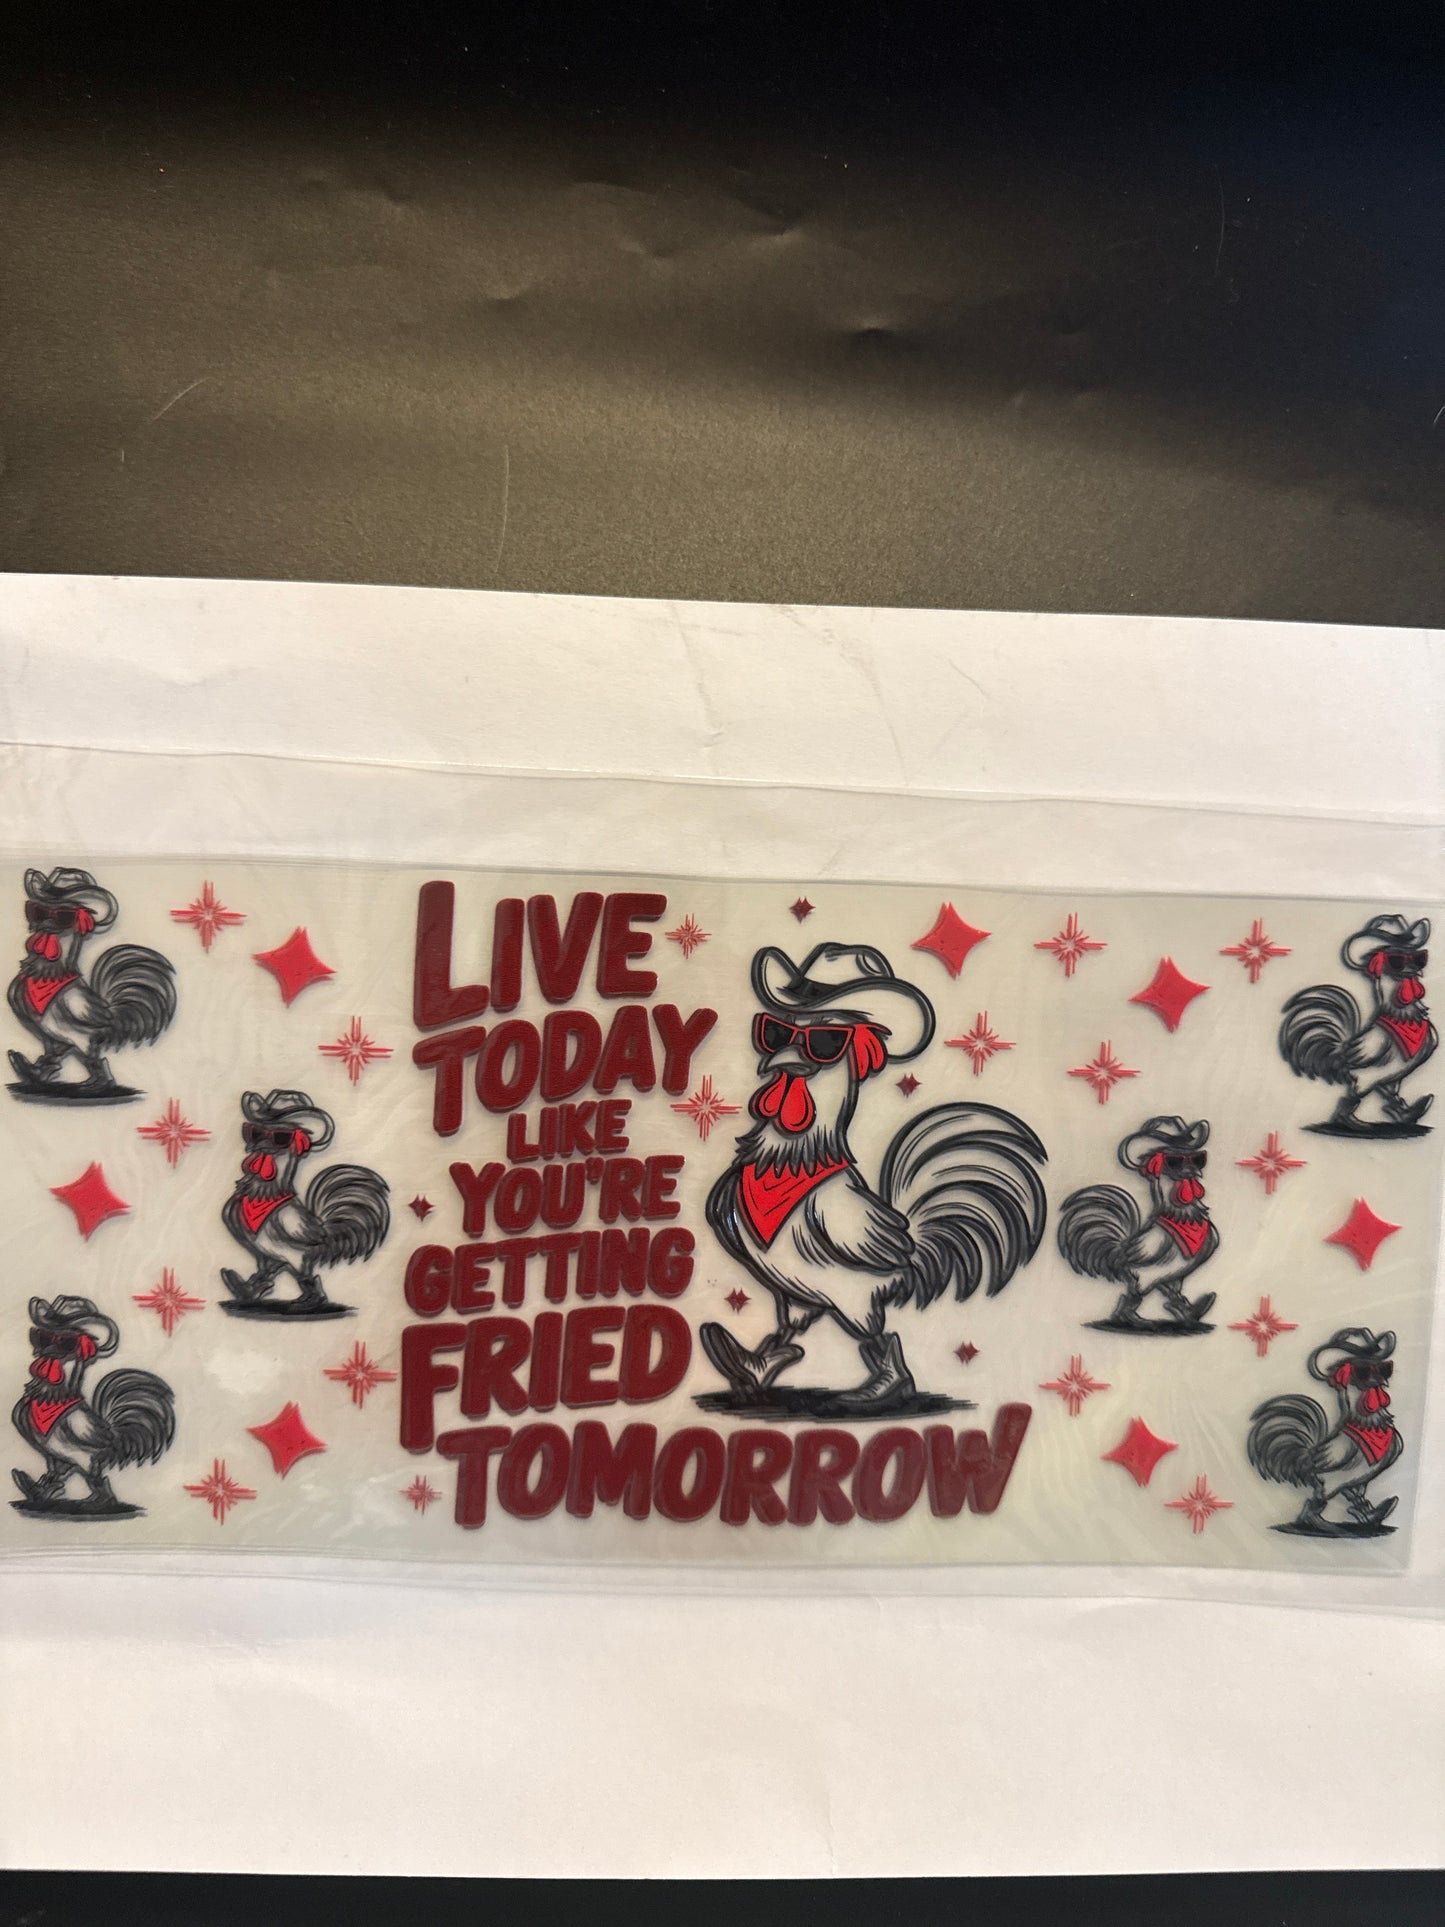 LIVE
TODAY
LIKE
YOU'RE
GETTING
FRIED
TOMORROW